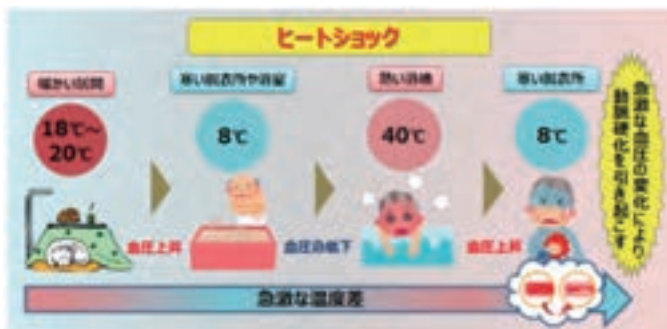 ヒートショック
暖かい居間
寒い脱衣所や浴室
熱い浴槽
寒い脱衣所
18℃～
20℃
8℃
40℃
8℃
血圧上昇
血圧急低下
血圧上昇
急激な温度差
急激な血圧の変化により
動脈硬化を引き起こす